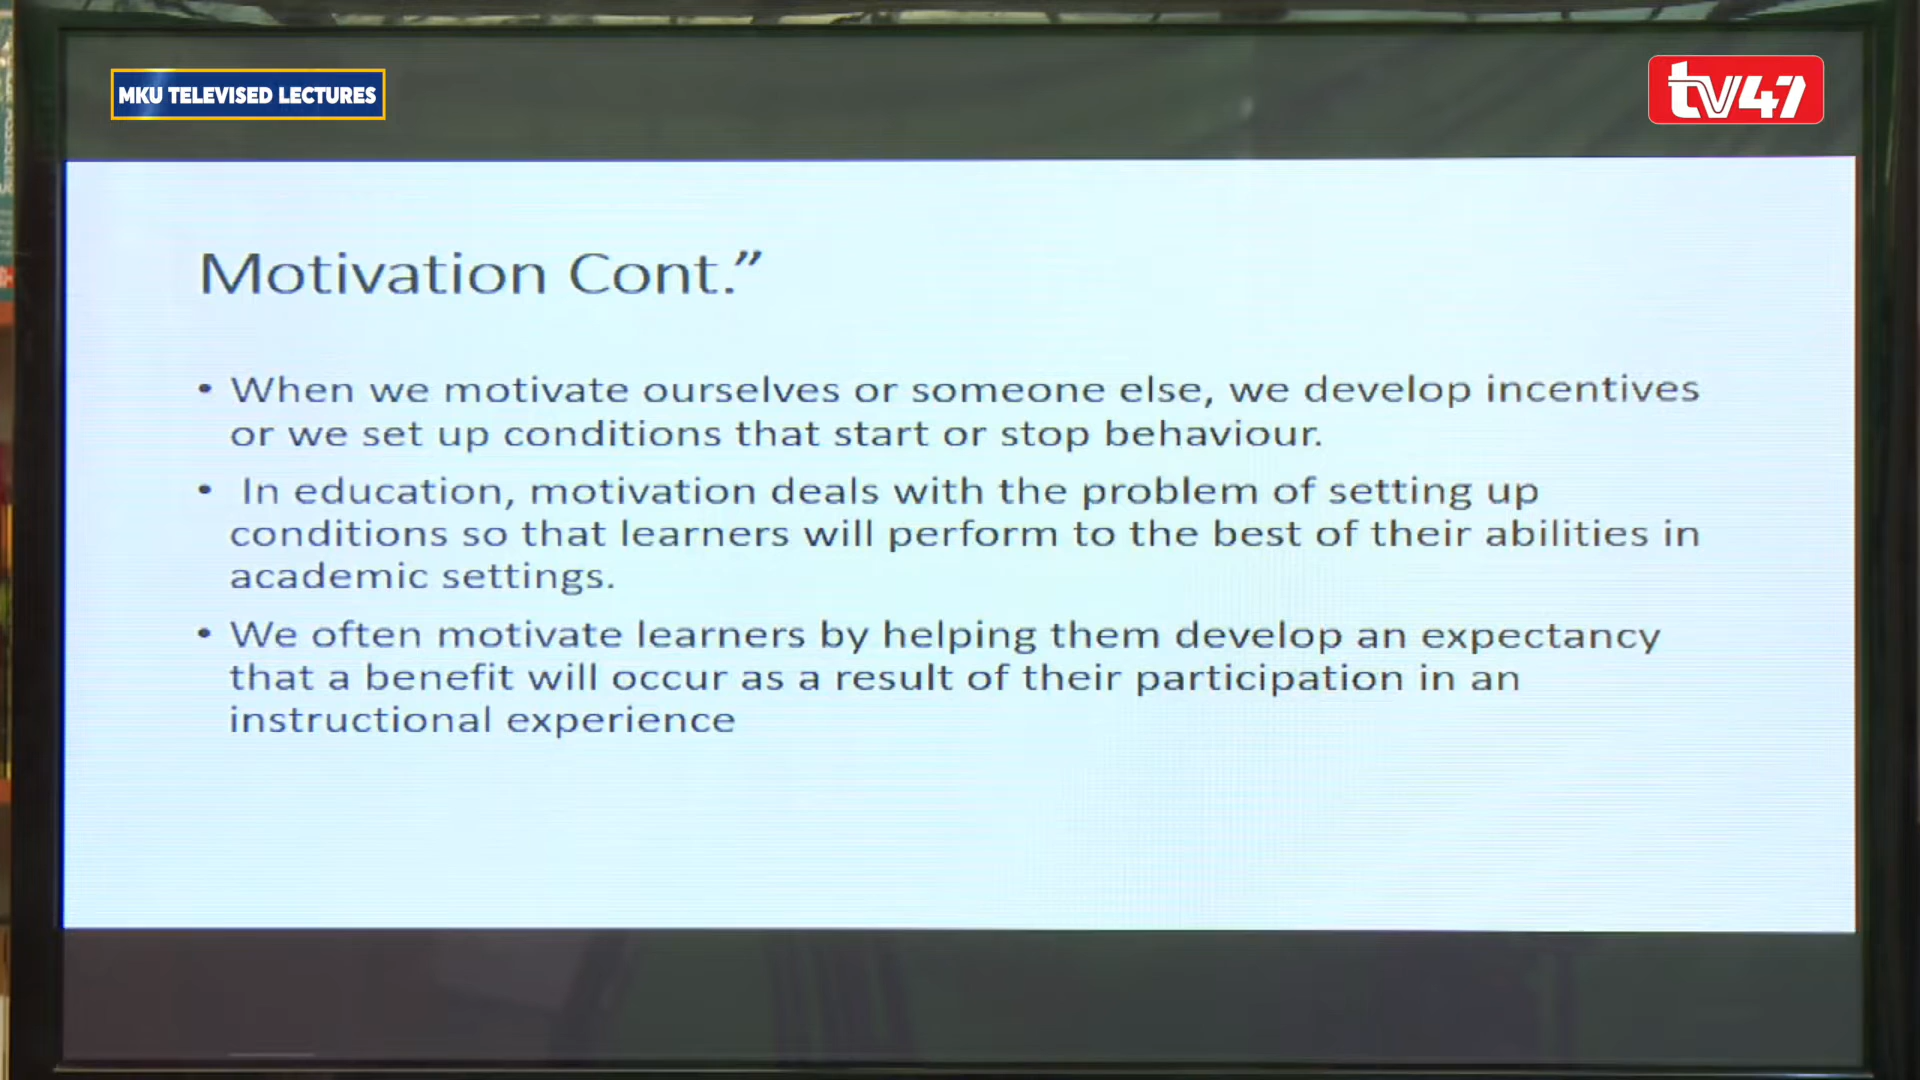 MKU TELEVISED LECTURES
tv47
Motivation Cont.”
• When we motivate ourselves or someone else, we develop incentives
or we set up conditions that start or stop behaviour.
• In education, motivation deals with the problem of setting up
conditions so that learners will perform to the best of their abilities in
academic settings.
• We often motivate learners by helping them develop an expectancy
that a benefit will occur as a result of their participation in an
instructional experience